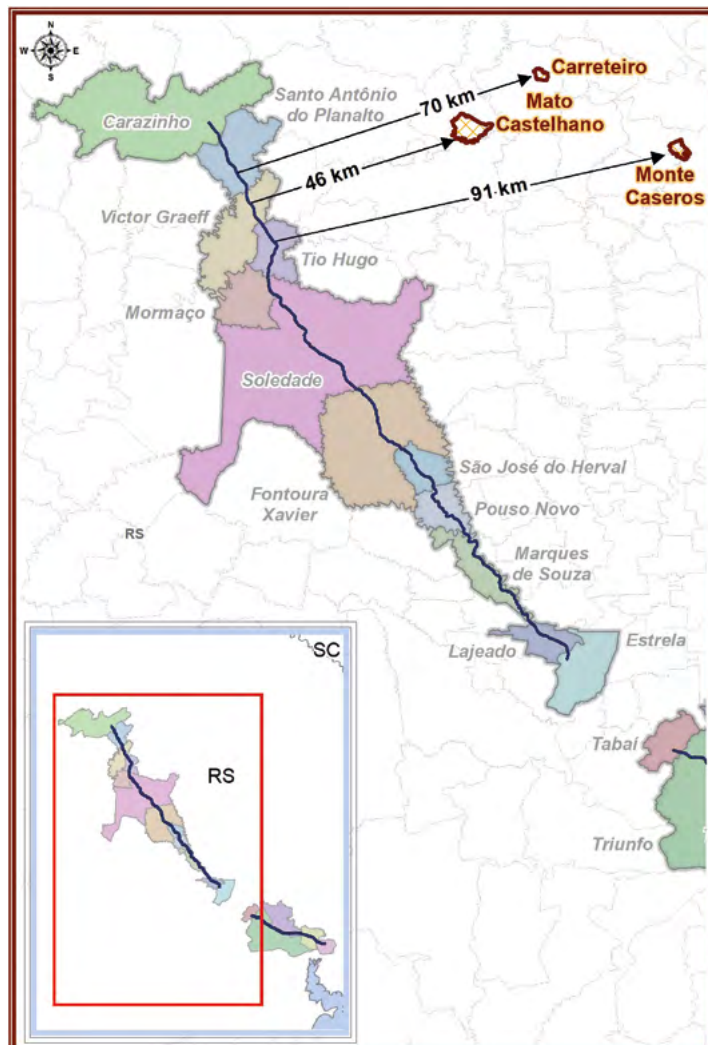 N
W
E
S
Carazinho
Santo Antônio
do Planalto
Carreteiro
70 km
Mato
Castelhano
46 km
Monte
Caseros
91 km
Victor Graeff
Tio Hugo
Mormaço
Soledade
São José do Herval
Fontoura
Xavier
Pouso Novo
RS
Marques
de Souza
Lajeado
Estrela
SC
RS
Tabaí
Triunfo